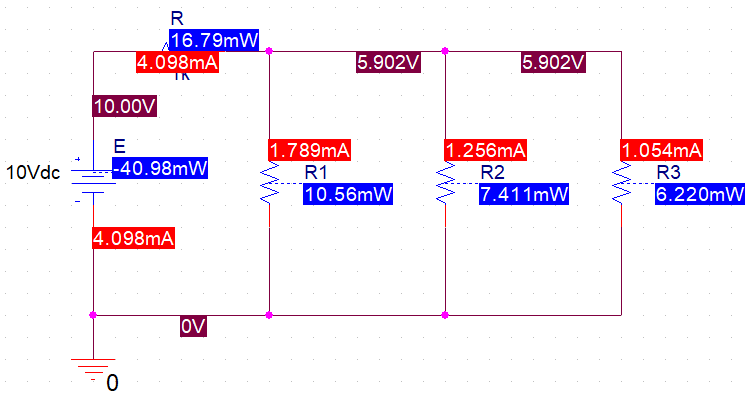 R
16.79mW
4.098mA
1k
5.902V
5.902V
10.00V
E
-40.98mW
10Vdc
4.098mA
1.789mA
R1
10.56mW
1.256mA
R2
7.411mW
1.054mA
R3
6.220mW
0V
0